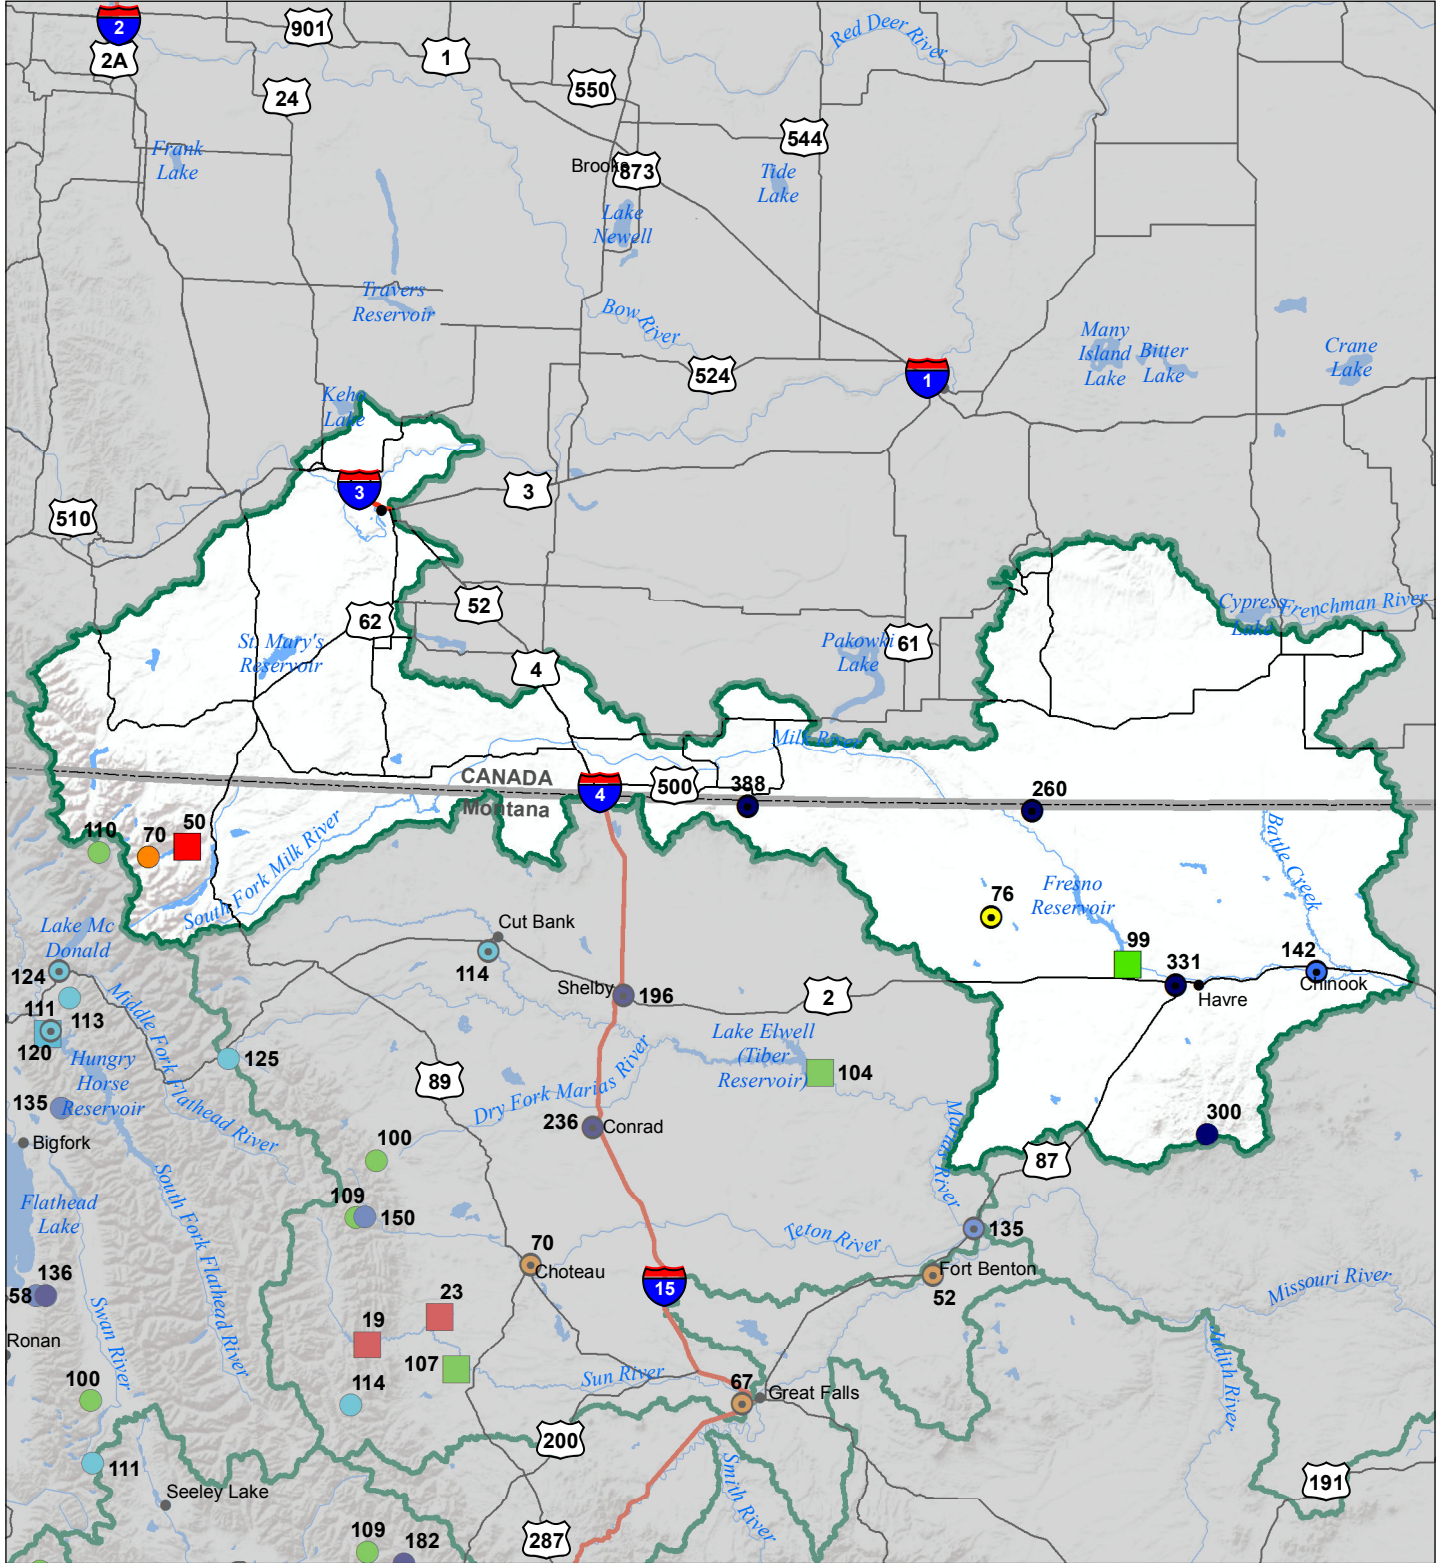 2
901
2A
1
Red Deer River
24
550
544
Frank
Lake
Brooks
873
Tide
Lake
Lake
Newell
Travers
Reservoir
Bow River
Many
Island
Lake
Bitter
Lake
Crane
Lake
524
1
Keho
Lake
3
3
510
52
62
Cypress
Lake
Frenchman River
St. Mary's
Reservoir
Pakowki
Lake
61
4
Milk River
CANADA
Montana
4
500
388
260
110
70
50
South Fork Milk River
Battle Creek
Fresno
Reservoir
76
Lake Mc
Donald
Cut Bank
114
99
331
142
Havre
Chinook
124
113
111
120
Middle Fork Flathead River
Shelby
196
2
Lake Elwell
(Tiber
Reservoir)
104
125
Hungry
Horse
Reservoir
89
Dry Fork Marias River
135
236
Conrad
Marias River
300
Bigfork
100
87
South Fork Flathead River
Flathead
Lake
109
150
Teton River
135
70
Choteau
Fort Benton
52
15
Missouri River
136
58
Swan River
23
19
Ronan
107
Sun River
Judith River
100
114
67
Great Falls
200
111
Smith River
191
Seeley Lake
109
182
287